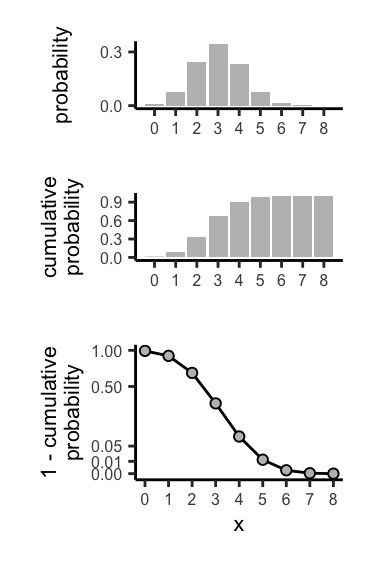 probability
0.3
0.0
0 1 2 3 4 5 6 7 8
cumulative
probability
0.9
0.6
0.3
0.0
0 1 2 3 4 5 6 7 8
1 - cumulative
probability
1.00
0.50
0.05
0.01
0.00
0 1 2 3 4 5 6 7 8
x